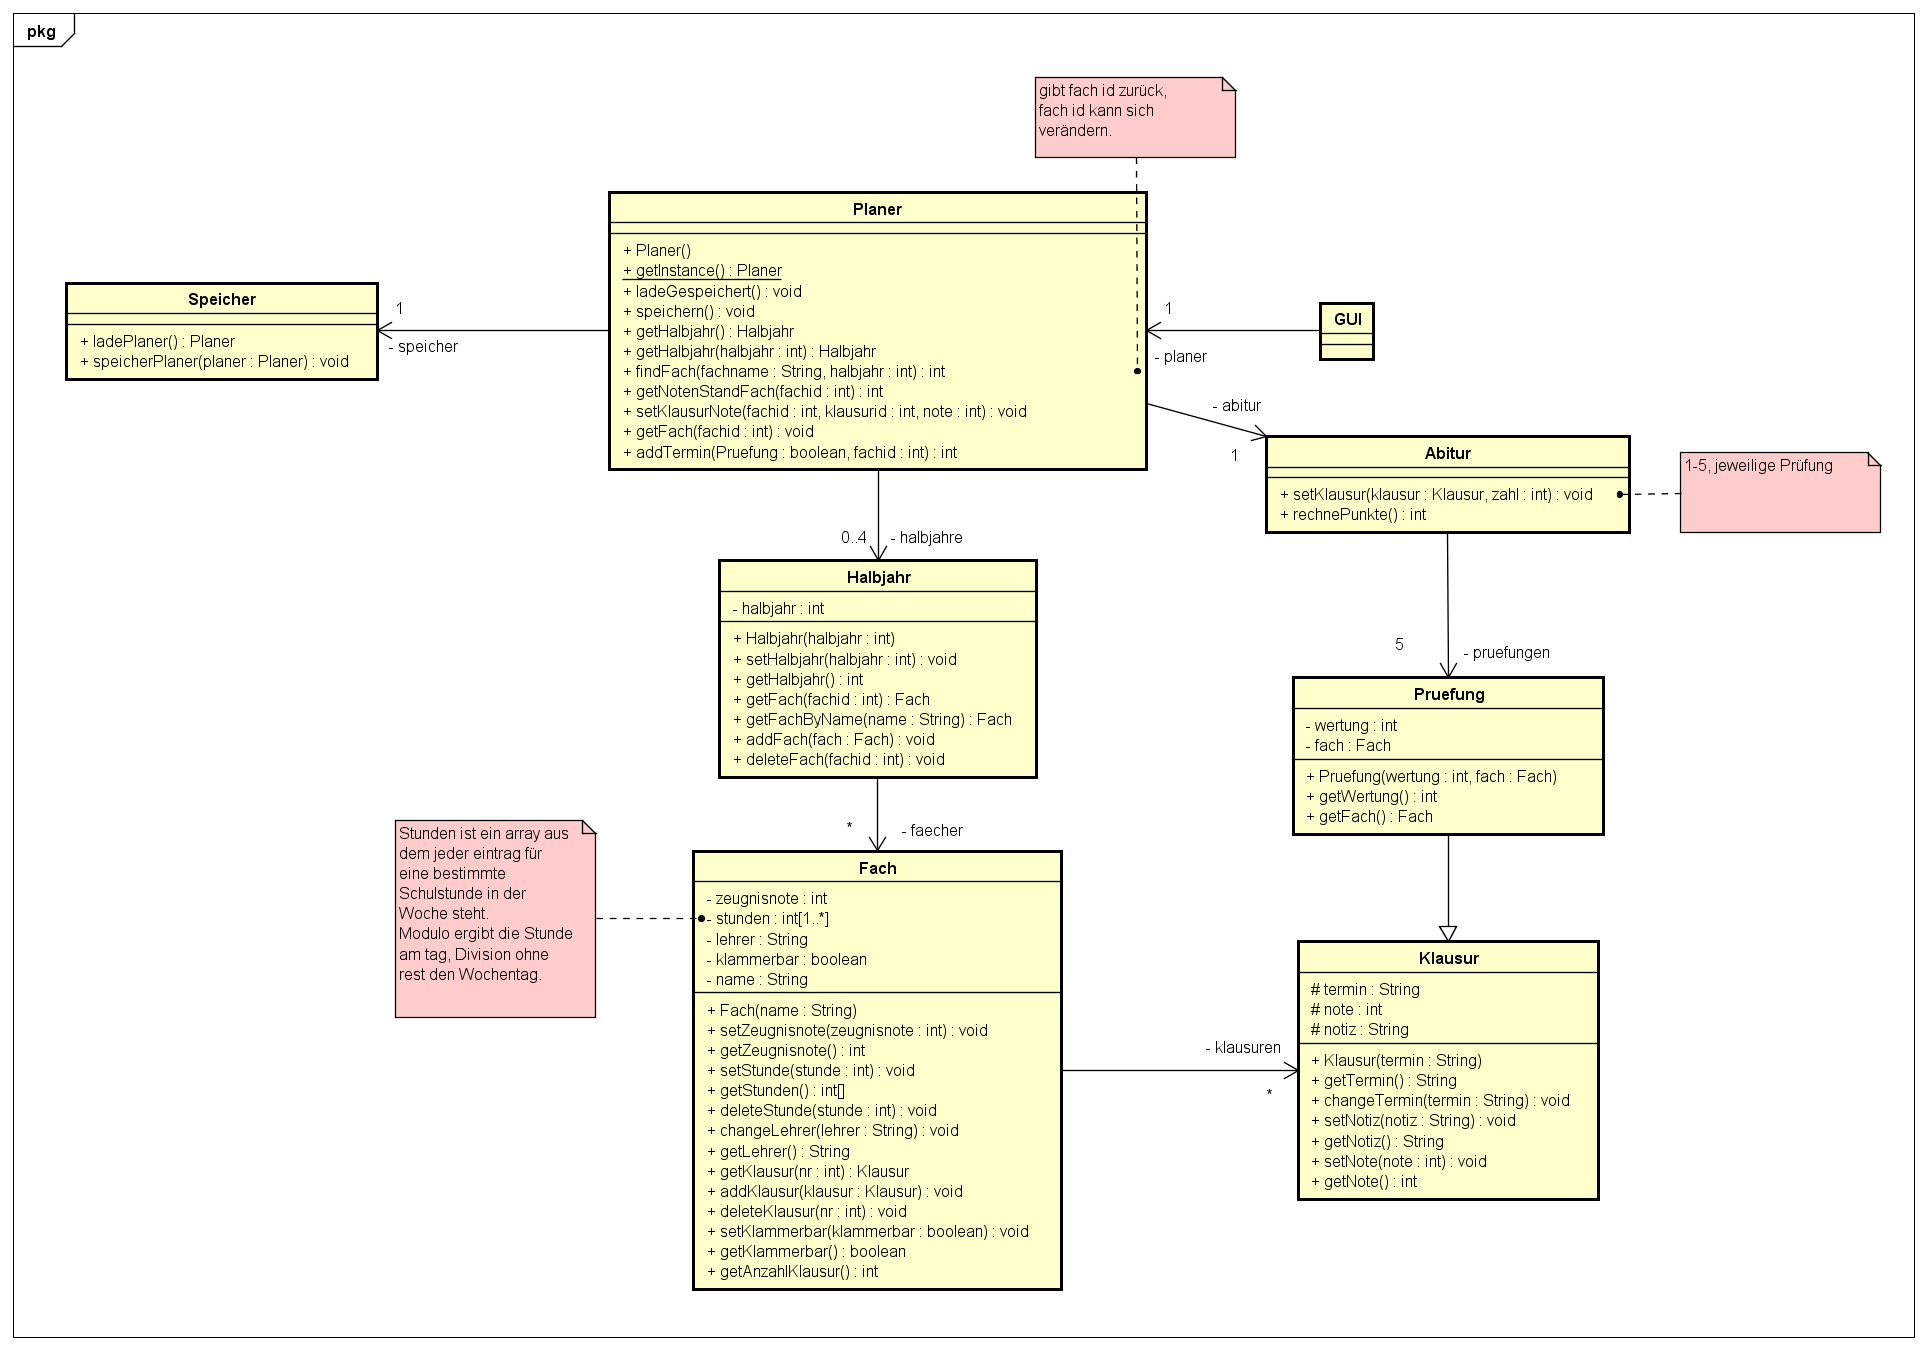 pkg
gibt fach id zurück,
fach id kann sich
verändern.
Planer
+ Planer()
+ getInstance() : Planer
+ ladeGespeichert() : void
+ speichern() : void
+ getHalbjahr() : Halbjahr
+ getHalbjahr(halbjahr : int) : Halbjahr
+ findFach(fachname : String, halbjahr : int) : int
+ getNotenStandFach(fachid : int) : int
+ setKlausurNote(fachid : int, klausurid : int, note : int) : void
+ getFach(fachid : int) : void
+ addTermin(Pruefung : boolean, fachid : int) : int
Speicher
+ ladePlaner() : Planer
+ speicherPlaner(planer : Planer) : void
1
- speicher
1
- planer
GUI
- abitur
1
Abitur
+ setKlausur(klausur : Klausur, zahl : int) : void
+ rechnePunkte() : int
1-5, jeweilige Prüfung
0..4
- halbjahre
Halbjahr
- halbjahr : int
+ Halbjahr(halbjahr : int)
+ setHalbjahr(halbjahr : int) : void
+ getHalbjahr() : int
+ getFach(fachid : int) : Fach
+ getFachByName(name : String) : Fach
+ addFach(fach : Fach) : void
+ deleteFach(fachid : int) : void
5
- pruefungen
Pruefung
- wertung : int
- fach : Fach
+ Pruefung(wertung : int, fach : Fach)
+ getWertung() : int
+ getFach() : Fach
*
- faecher
Stunden ist ein array aus
dem jeder eintrag für
eine bestimmte
Schulstunde in der
Woche steht.
Modulo ergibt die Stunde
am tag, Division ohne
rest den Wochentag.
Fach
- zeugnisnote : int
- stunden : int[1..*]
- lehrer : String
- klammerbar : boolean
- name : String
+ Fach(name : String)
+ setZeugnisnote(zeugnisnote : int) : void
+ getZeugnisnote() : int
+ setStunde(stunde : int) : void
+ getStunden() : int[]
+ deleteStunde(stunde : int) : void
+ changeLehrer(lehrer : String) : void
+ getLehrer() : String
+ getKlausur(nr : int) : Klausur
+ addKlausur(klausur : Klausur) : void
+ deleteKlausur(nr : int) : void
+ setKlammerbar(klammerbar : boolean) : void
+ getKlammerbar() : boolean
+ getAnzahlKlausur() : int
- klausuren
*
Klausur
# termin : String
# note : int
# notiz : String
+ Klausur(termin : String)
+ getTermin() : String
+ changeTermin(termin : String) : void
+ setNotiz(notiz : String) : void
+ getNotiz() : String
+ setNote(note : int) : void
+ getNote() : int